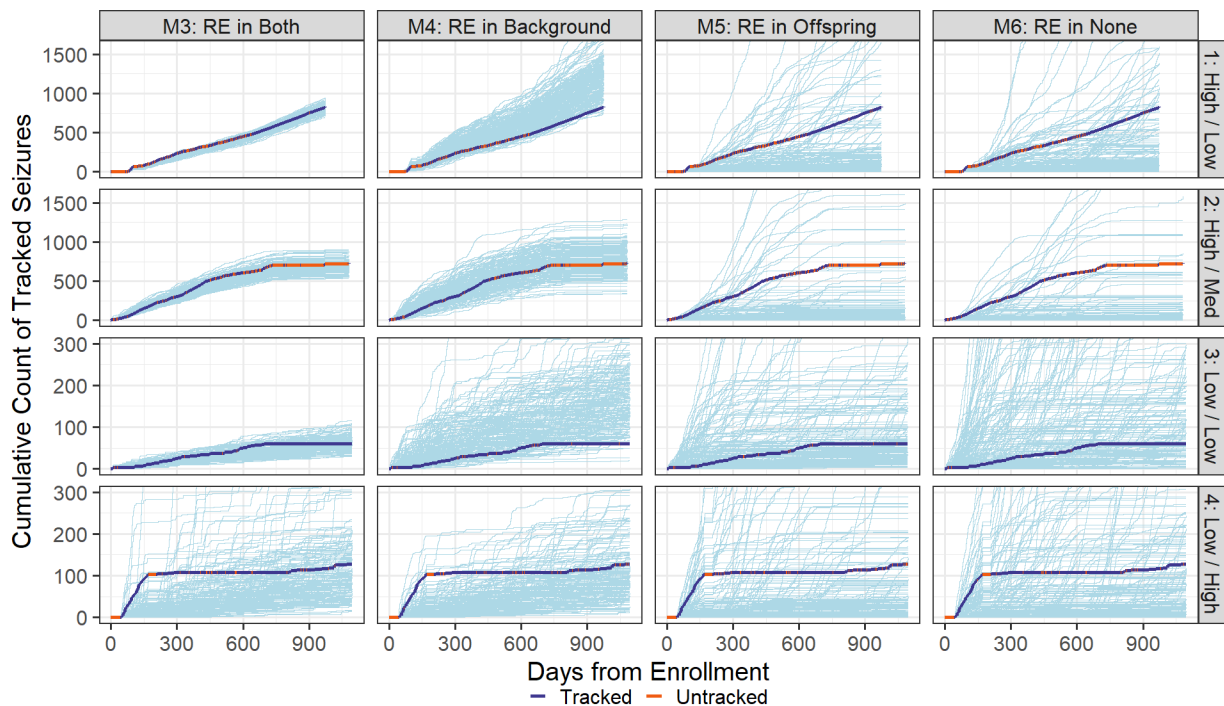 M3: RE in Both
M4: RE in Background
M5: RE in Offspring
M6: RE in None
Cumulative Count of Tracked Seizures
1500
1000
500
0
1: High / Low
1500
1000
500
0
2: High / Med
300
200
100
0
3: Low / Low
300
200
100
0
4: Low / High
0 300 600 900 0 300 600 900 0 300 600 900 0 300 600 900
Days from Enrollment
Tracked Untracked